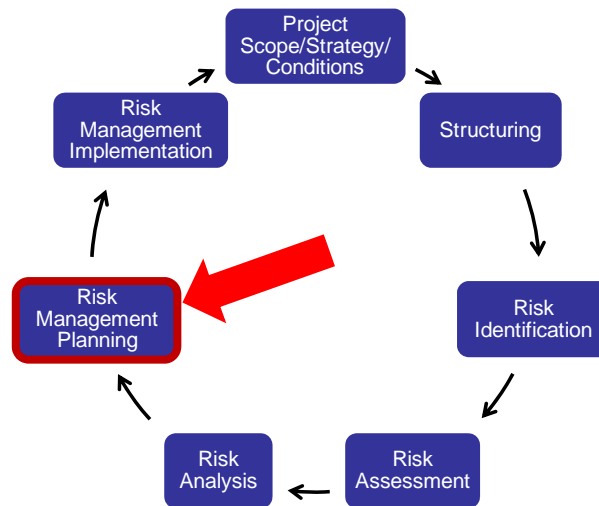 Project
Scope/Strategy/
Conditions
Structuring
Risk
Identification
Risk
Assessment
Risk
Analysis
Risk
Management
Planning
Risk
Management
Implementation